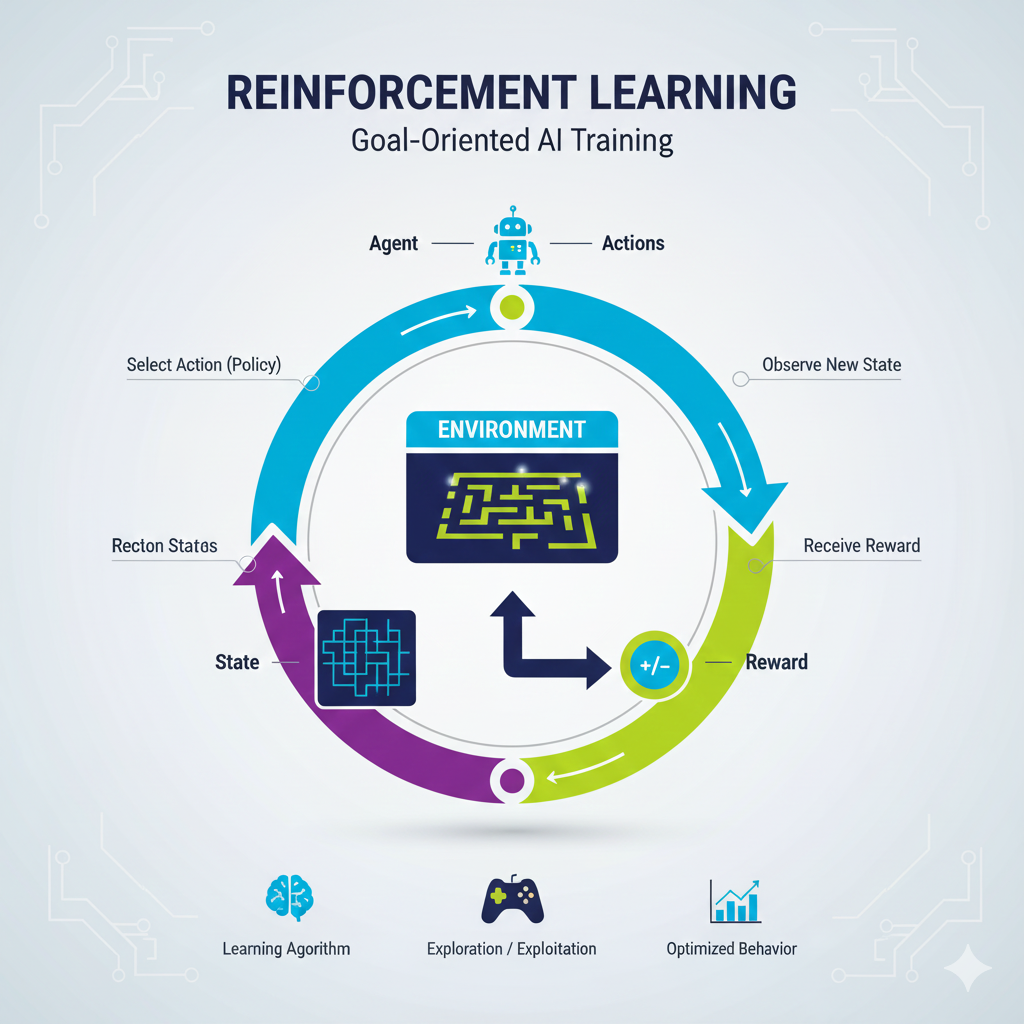 REINFORCEMENT LEARNING
Goal-Oriented AI Training
Agent
Actions
Select Action (Policy)
Observe New State
ENVIRONMENT
Recton States
Receive Reward
State
+/−
Reward
Learning Agorithm
Exploration / Exploitation
Optimized Behavior